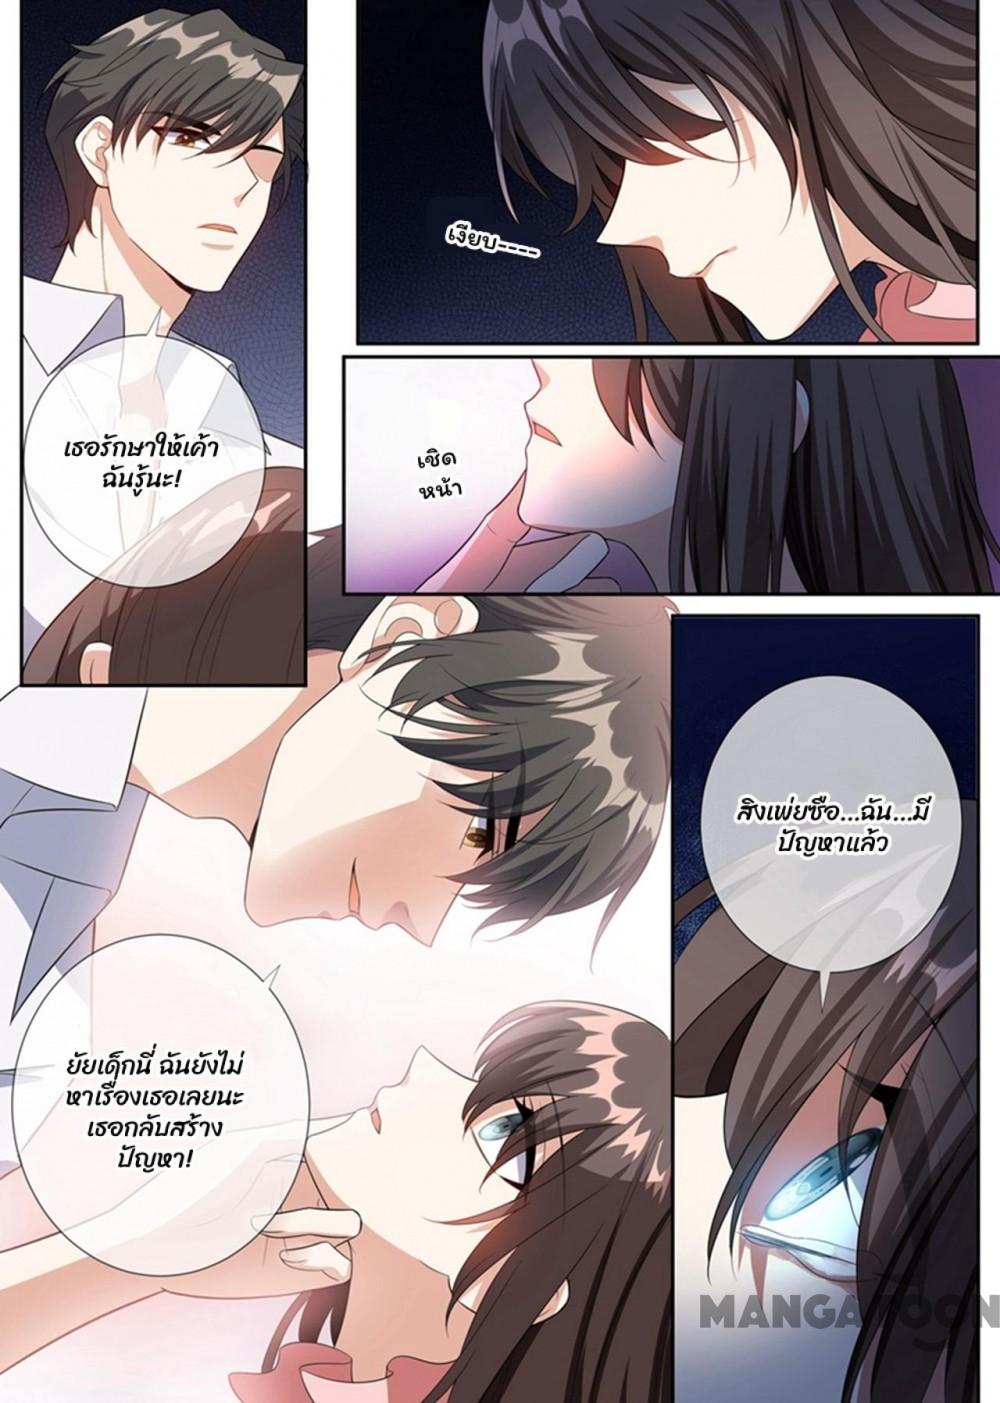 เงียบ----
เธอรักษาให้เค้า
ฉันรู้นะ!
เชิด
หน้า
สิงเพ่ยซือ...ฉัน...มี
ปัญหาแล้ว
ยัยเด็กนี่ ฉันยังไม่
หาเรื่องเธอเลยนะ
เธอกลับสร้าง
ปัญหา!
MANGATOON